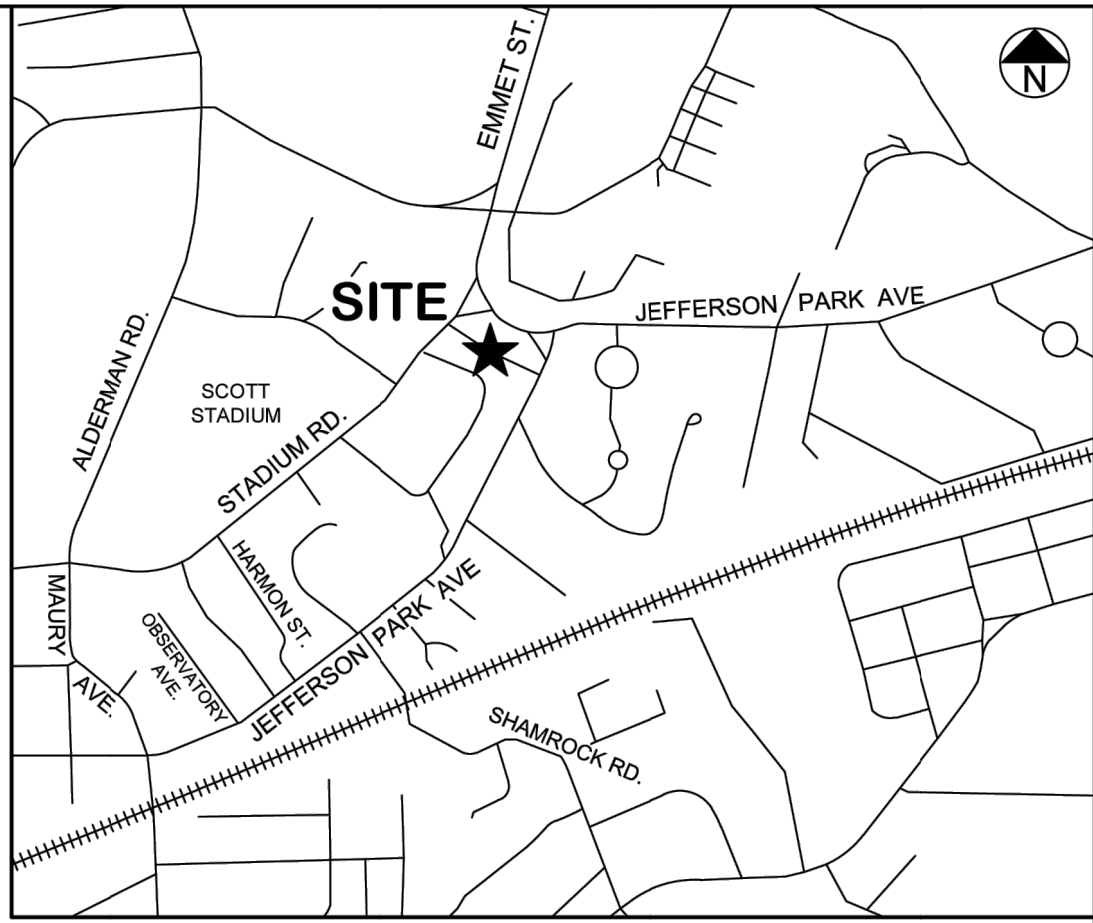 EMMET ST.
N
SITE
JEFFERSON PARK AVE
ALDERMAN RD.
SCOTT
STADIUM
STADIUM RD.
HARMON ST.
MAURY
AVE.
OBSERVATORY
AVE.
JEFFERSON PARK AVE
SHAMROCK RD.